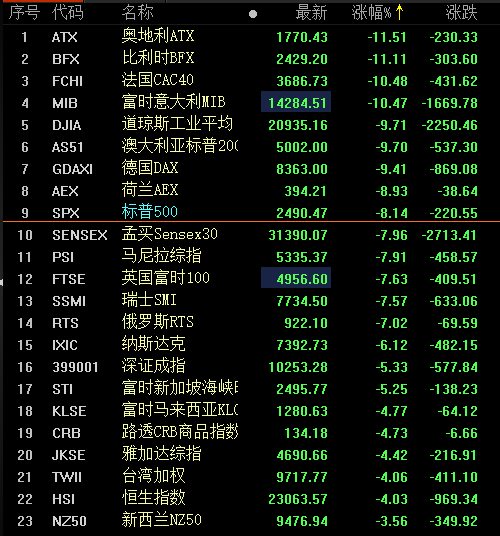 序号 代码 名称 ● 最新 涨幅%↑ 涨跌
1 ATX 奥地利ATX 1770.43 -11.51 -230.33
2 BFX 比利时BFX 2429.20 -11.11 -303.60
3 FCHI 法国CAC40 3686.73 -10.48 -431.62
4 MIB 富时意大利MIB 14284.51 -10.47 -1669.78
5 DJIA 道琼斯工业平均 20935.16 -9.71 -2250.46
6 AS51 澳大利亚标普200 5002.00 -9.70 -537.30
7 GDAXI 德国DAX 8363.00 -9.41 -869.08
8 AEX 荷兰AEX 394.21 -8.93 -38.64
9 SPX 标普500 2490.47 -8.14 -220.55
10 SENSEX 孟买Sensex30 31390.07 -7.96 -2713.41
11 PSI 马尼拉综指 5335.37 -7.91 -458.57
12 FTSE 英国富时100 4956.60 -7.63 -409.51
13 SSMI 瑞士SMI 7734.50 -7.57 -633.06
14 RTS 俄罗斯RTS 922.10 -7.02 -69.59
15 IXIC 纳斯达克 7392.73 -6.12 -482.15
16 399001 深证成指 10253.28 -5.33 -577.84
17 STI 富时新加坡海峡 2495.77 -5.25 -138.23
18 KLSE 富时马来西亚KLC 1280.63 -4.77 -64.12
19 CRB 路透CRB商品指数 134.18 -4.73 -6.66
20 JKSE 雅加达综指 4690.66 -4.42 -216.91
21 TWII 台湾加权 9717.77 -4.06 -411.10
22 HSI 恒生指数 23063.57 -4.03 -969.34
23 NZ50 新西兰NZ50 9476.94 -3.56 -349.92